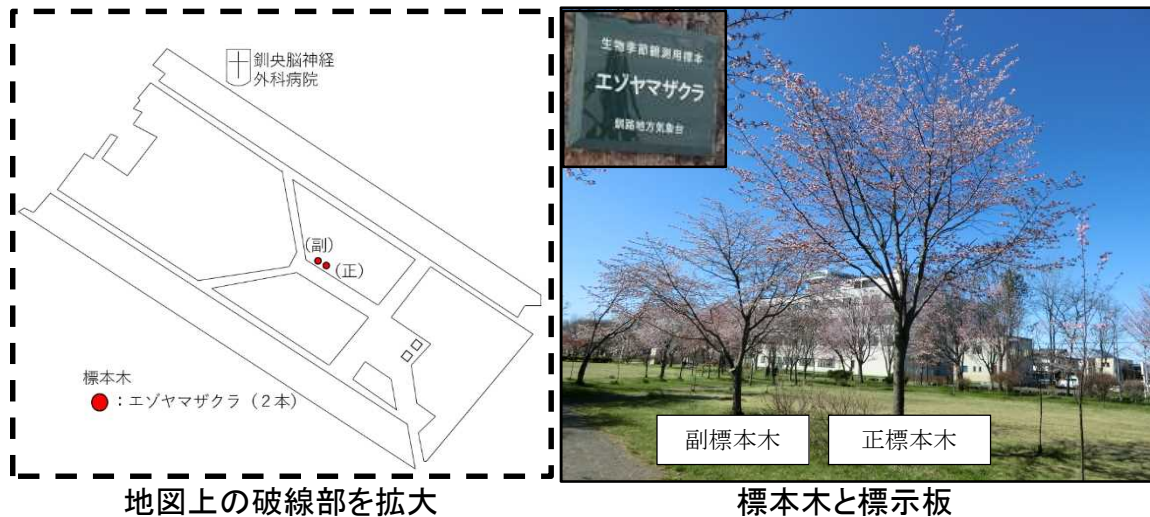 釧央脳神経
外科病院
(副)
(正)
標本木
：エゾヤマザクラ（２本）
地図上の破線部を拡大
生物季節観測用標本
エゾヤマザクラ
釧路地方気象台
副標本木
正標本木
標本木と標示板